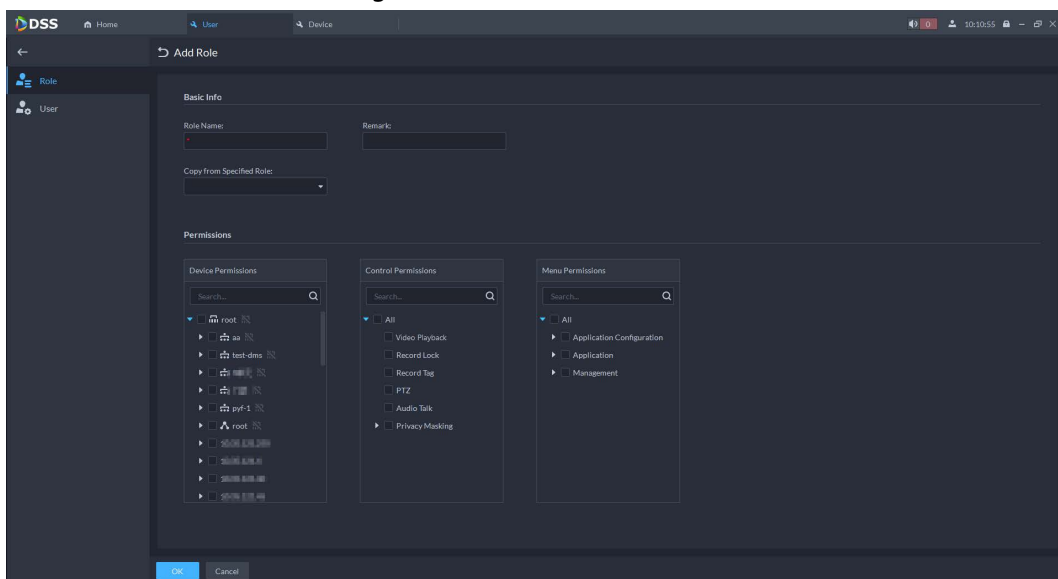 DSS Home User Device 0 10:10:55
Add Role
Role
User
Basic Info
Role Name: Remark:
*
Copy from Specified Role:
Permissions
Device Permissions Control Permissions Menu Permissions
Search... Search... Search...
root All All
aa Video Playback Application Configuration
test-dms Record Lock Application
Record Tag Management
PTZ
pyf-1 Audio Talk
root Privacy Masking
OK Cancel